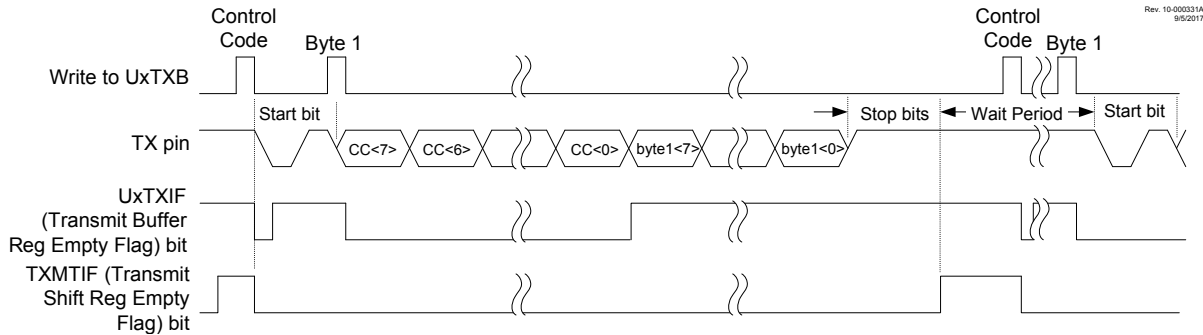 Rev. 10-000331A
9/5/2017
Control
Code
Byte 1
Control
Code
Byte 1
Write to UxTXB
Start bit
Stop bits
Wait Period
Start bit
TX pin
CC<7>
CC<6>
CC<0>
byte1<7>
byte1<0>
UxTXIF
(Transmit Buffer
Reg Empty Flag) bit
TXMTIF (Transmit
Shift Reg Empty
Flag) bit